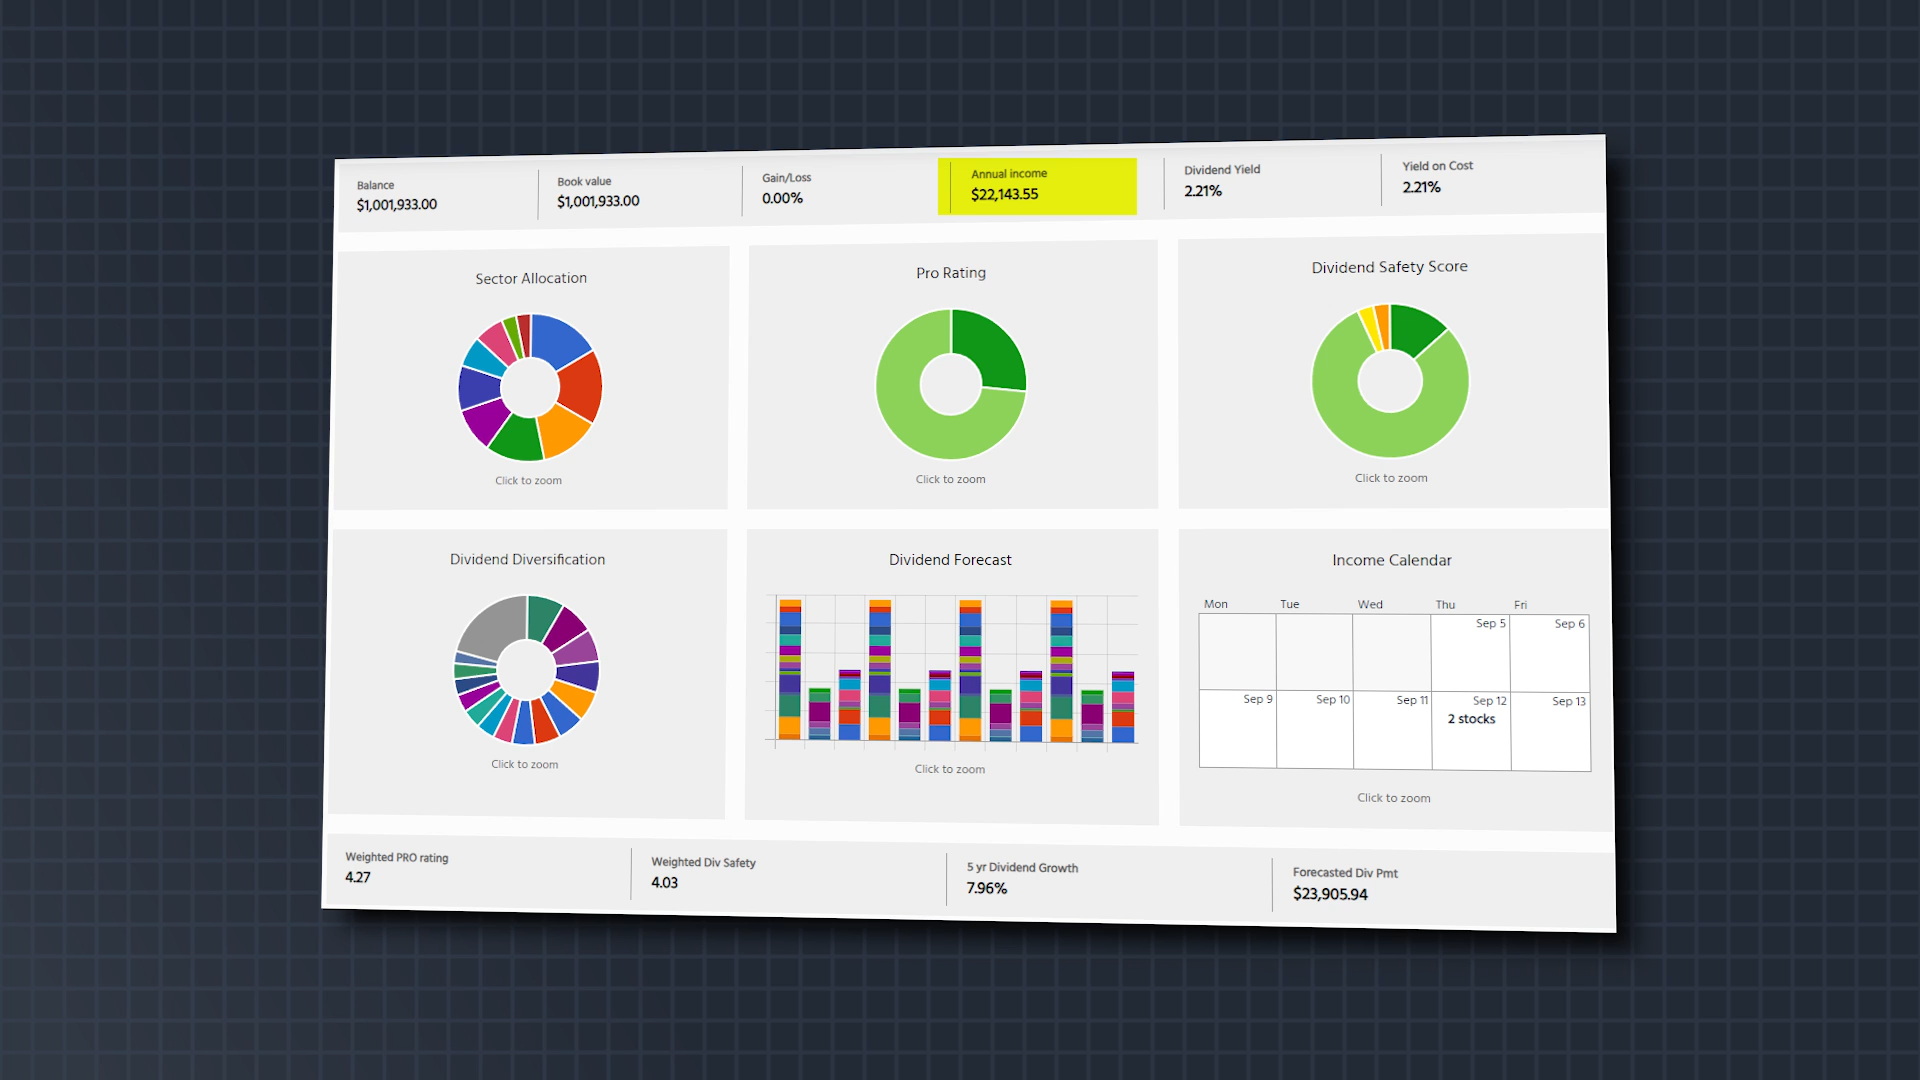 Balance
$1,001,933.00
Book value
$1,001,933.00
Gain/Loss
0.00%
Annual income
$22,143.55
Dividend Yield
2.21%
Yield on Cost
2.21%
Sector Allocation
Click to zoom
Pro Rating
Click to zoom
Dividend Safety Score
Click to zoom
Dividend Diversification
Click to zoom
Dividend Forecast
Click to zoom
Income Calendar
Mon Tue Wed Thu Fri
Sep 5 Sep 6
Sep 9 Sep 10 Sep 11 Sep 12 Sep 13
2 stocks
Click to zoom
Weighted PRO rating
4.27
Weighted Div Safety
4.03
5 yr Dividend Growth
7.96%
Forecasted Div Pmt
$23,905.94